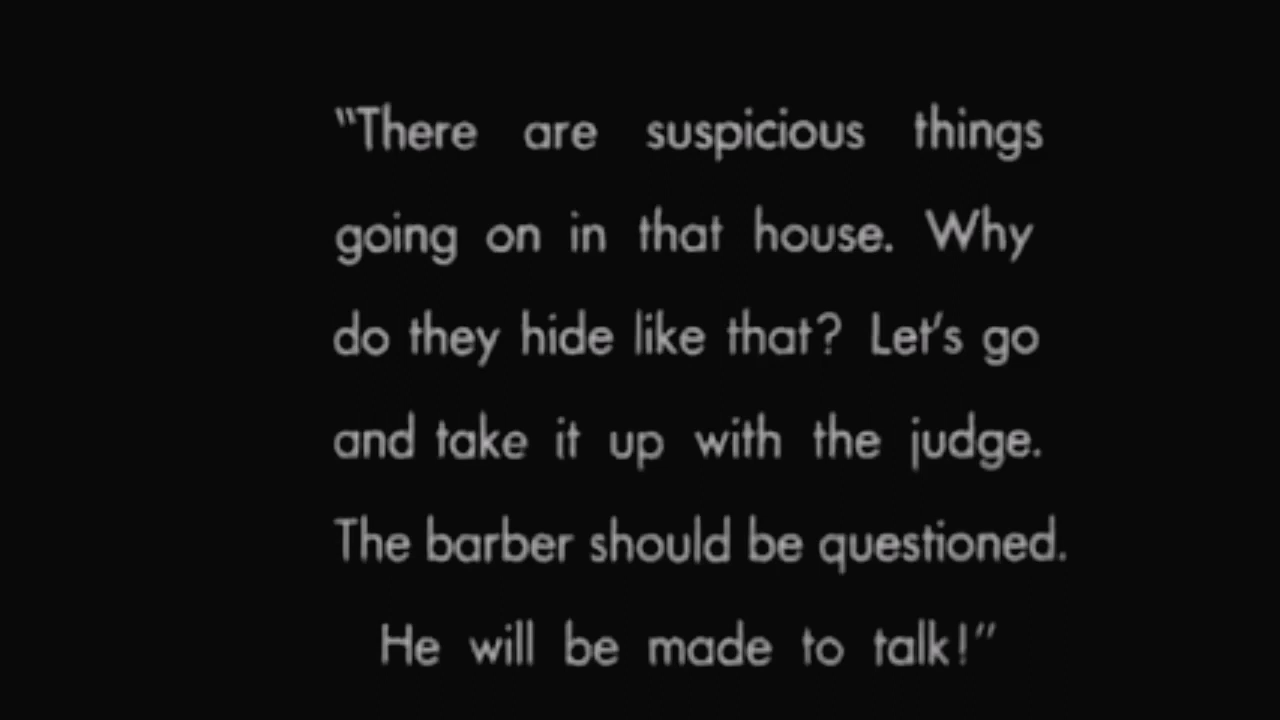 “There are suspicious things
going on in that house. Why
do they hide like that? Let’s go
and take it up with the judge.
The barber should be questioned.
He will be made to talk!”